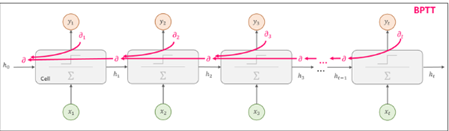 BPTT
y₁ y₂ y₃ yₜ
∂₁ ∂₂ ∂₃ ∂ₜ
∂ ∂ ∂ ∂ ∂
h₀ h₁ h₂ h₃ ... hₜ₋₁ hₜ
Cell Σ Σ Σ Σ
x₂ x₂ x₃ xₜ